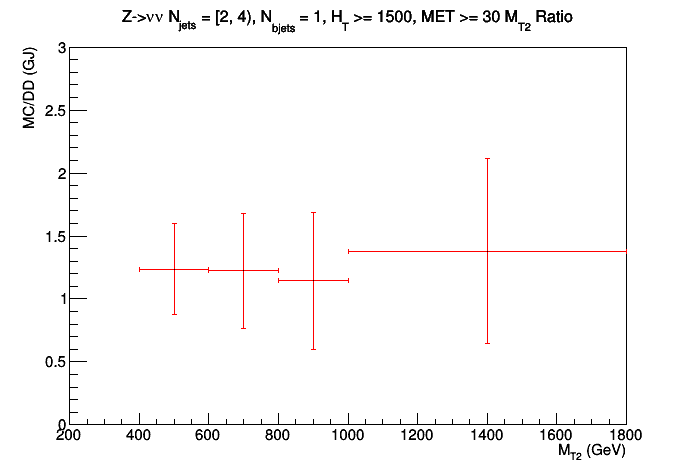 Z->νν N_jets = [2, 4), N_bjets = 1, H_T >= 1500, MET >= 30 M_T2 Ratio
MC/DD (GJ)
3
2.5
2
1.5
1
0.5
0
200 400 600 800 1000 1200 1400 1600 1800
M_T2 (GeV)